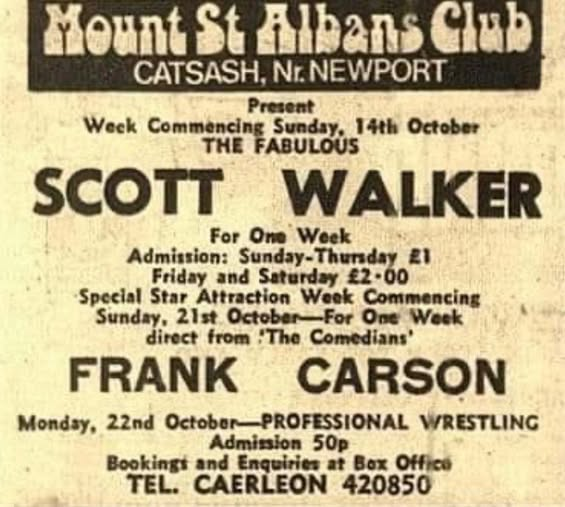 Mount St Albans Club
CATSASH, Nr. NEWPORT
Present
Week Commencing Sunday, 14th October
THE FABULOUS
SCOTT WALKER
For One Week
Admission: Sunday-Thursday £1
Friday and Saturday £2·00
Special Star Attraction Week Commencing
Sunday, 21st October—For One Week
direct from 'The Comedians'
FRANK CARSON
Monday, 22nd October—PROFESSIONAL WRESTLING
Admission 50p
Bookings and Enquiries at Box Office
TEL. CAERLEON 420850